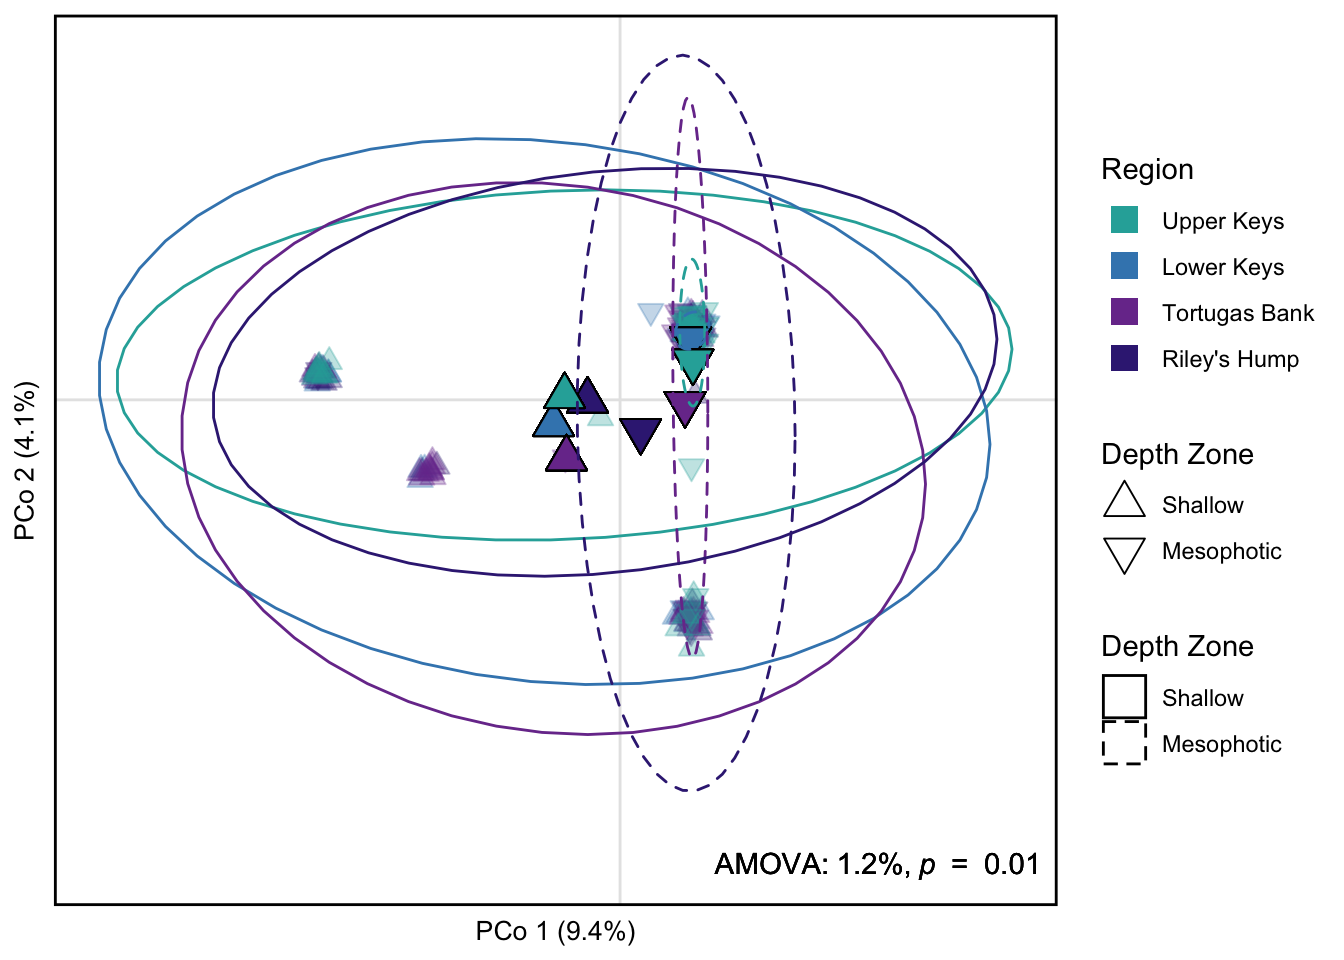 Region
Upper Keys
Lower Keys
Tortugas Bank
Riley's Hump
Depth Zone
Shallow
Mesophotic
Depth Zone
Shallow
Mesophotic
PCo 2 (4.1%)
AMOVA: 1.2%, p = 0.01
PCo 1 (9.4%)